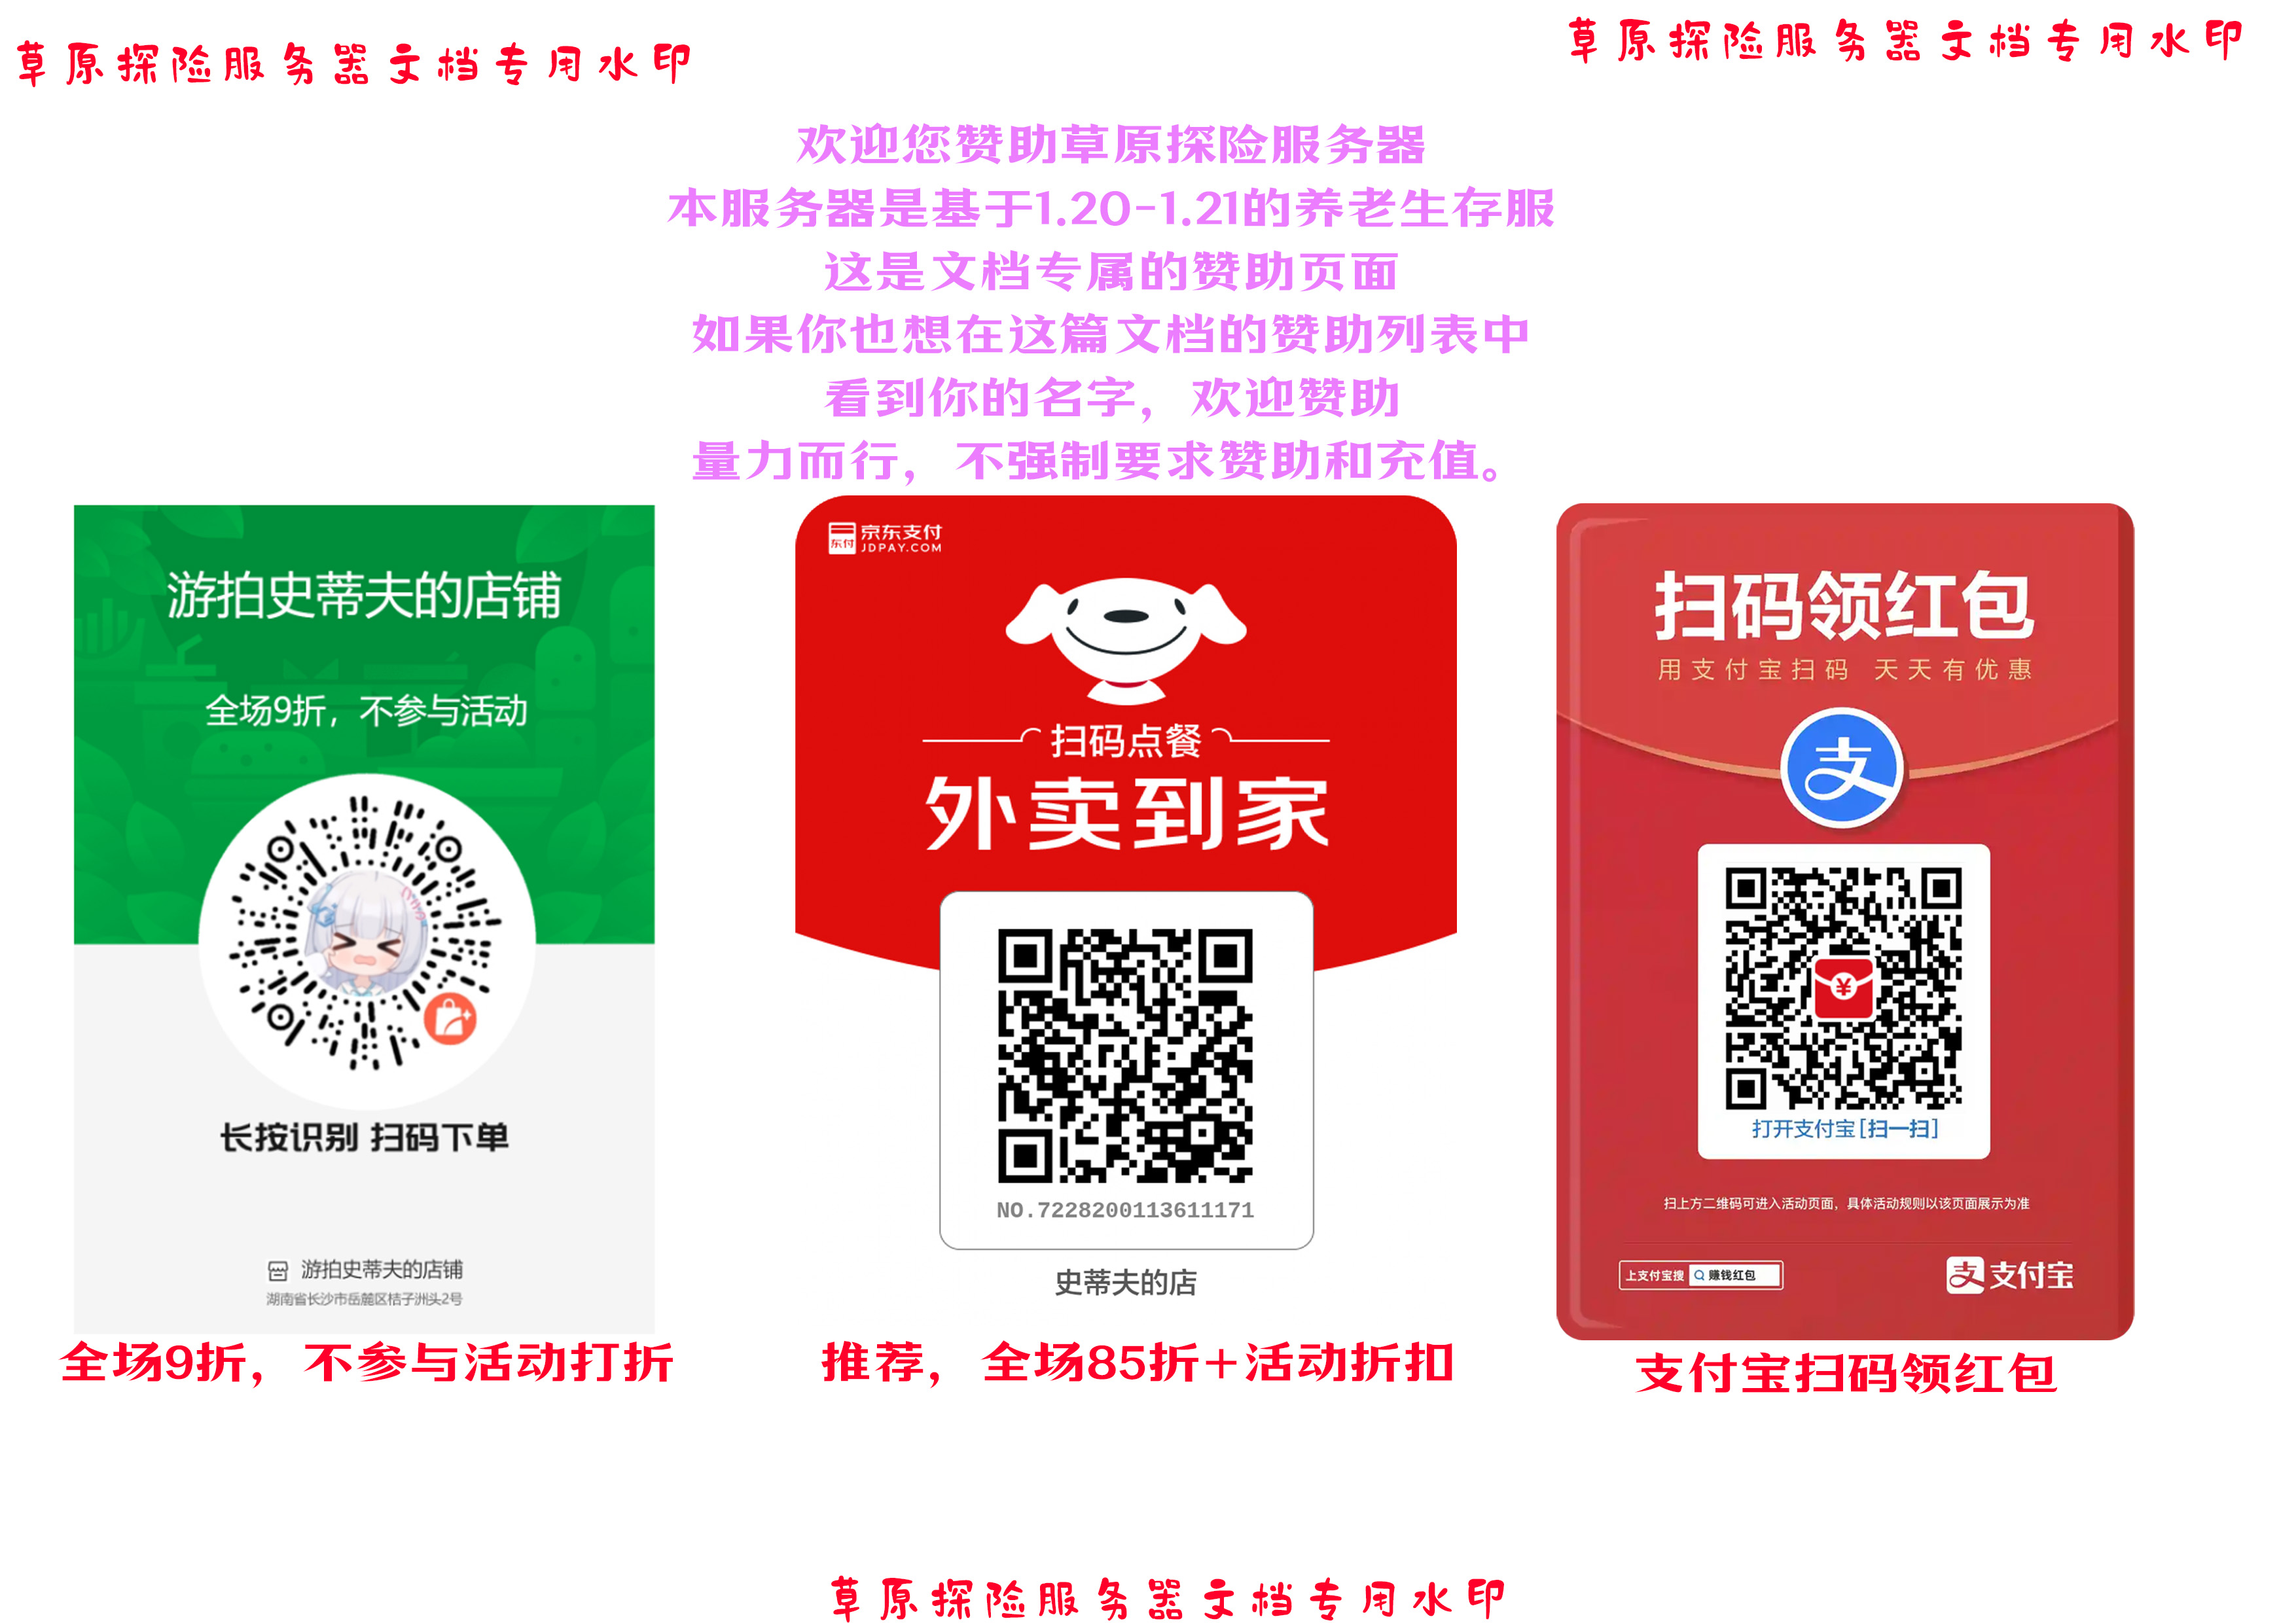 草原探险服务器文档专用水印
草原探险服务器文档专用水印
欢迎您赞助草原探险服务器
本服务器是基于1.20-1.21的养老生存服
这是文档专属的赞助页面
如果你也想在这篇文档的赞助列表中
看到你的名字，欢迎赞助
量力而行，不强制要求赞助和充值。
游拍史蒂夫的店铺
全场9折，不参与活动
长按识别 扫码下单
游拍史蒂夫的店铺
湖南省长沙市岳麓区桔子洲头2号
全场9折，不参与活动打折
东付
京东支付
JDPAY.COM
扫码点餐
外卖到家
NO.7228200113611171
史蒂夫的店
推荐，全场85折+活动折扣
扫码领红包
用支付宝扫码 天天有优惠
支
¥
打开支付宝[扫一扫]
扫上方二维码可进入活动页面，具体活动规则以该页面展示为准
上支付宝搜 赚钱红包
支 支付宝
支付宝扫码领红包
草原探险服务器文档专用水印